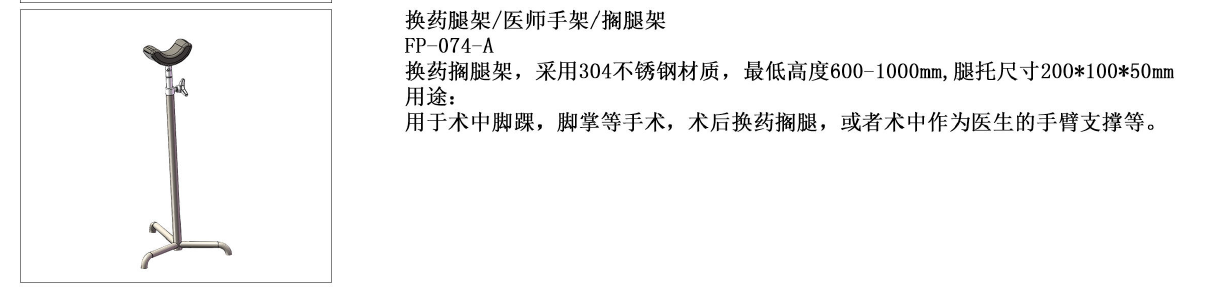 换药腿架/医师手架/搁腿架
FP-074-A
换药搁腿架，采用304不锈钢材质，最低高度600-1000mm,腿托尺寸200*100*50mm
用途：
用于术中脚踝，脚掌等手术，术后换药搁腿，或者术中作为医生的手臂支撑等。